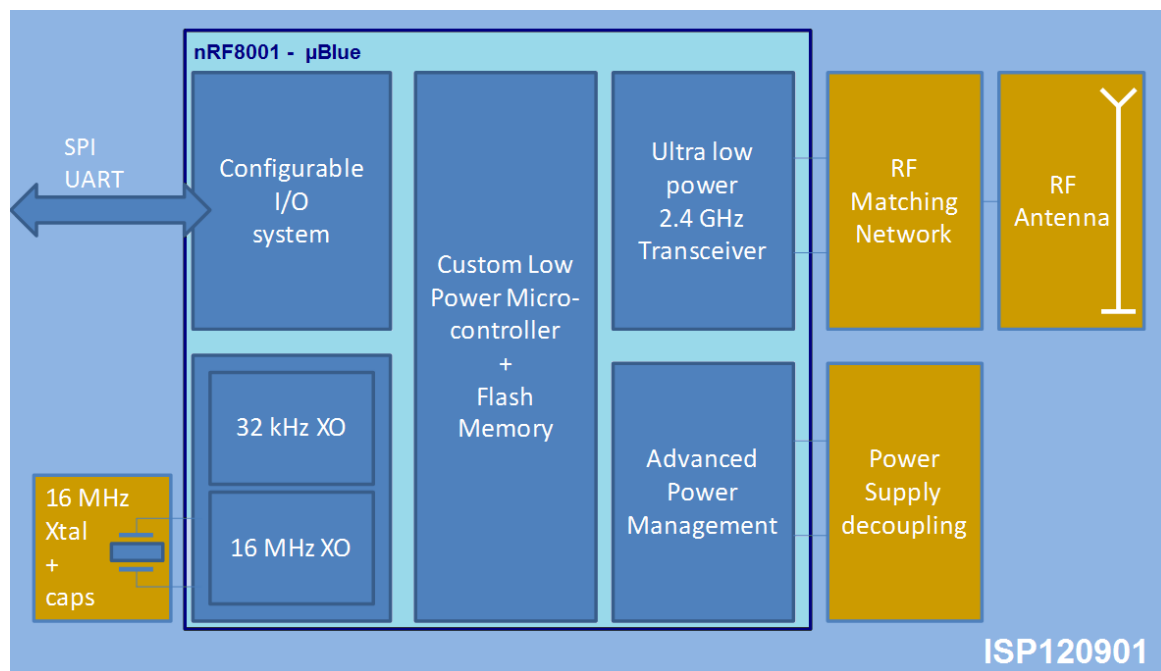 nRF8001 - µBlue
SPI
UART
Configurable
I/O
system
Custom Low
Power Micro-
controller
+
Flash
Memory
Ultra low
power
2.4 GHz
Transceiver
RF
Matching
Network
RF
Antenna
32 kHz XO
16 MHz XO
16 MHz
Xtal
+
caps
Advanced
Power
Management
Power
Supply
decoupling
ISP120901